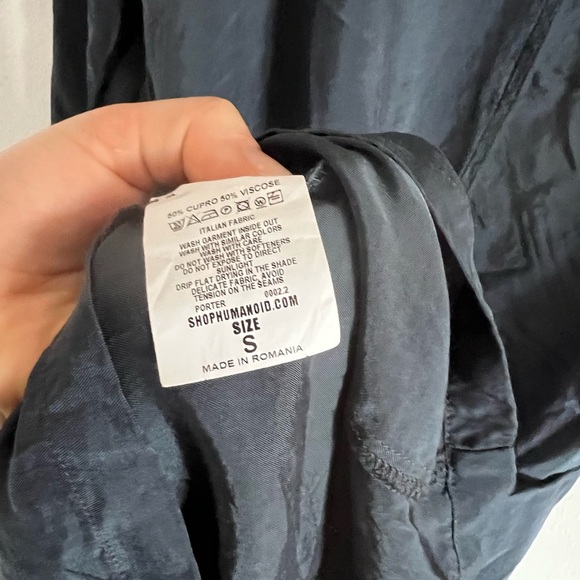 50% CUPRO 50% VISCOSE
ITALIAN FABRIC
WASH GARMENT INSIDE OUT
WASH WITH SIMILAR COLORS
WASH WITH CARE
DO NOT WASH WITH SOFTENERS
DO NOT EXPOSE TO DIRECT
SUNLIGHT
DRIP FLAT DRYING IN THE SHADE
DELICATE FABRIC, AVOID
TENSION ON THE SEAMS
PORTER 0002.2
SHOPHUMANOID.COM
SIZE
S
MADE IN ROMANIA